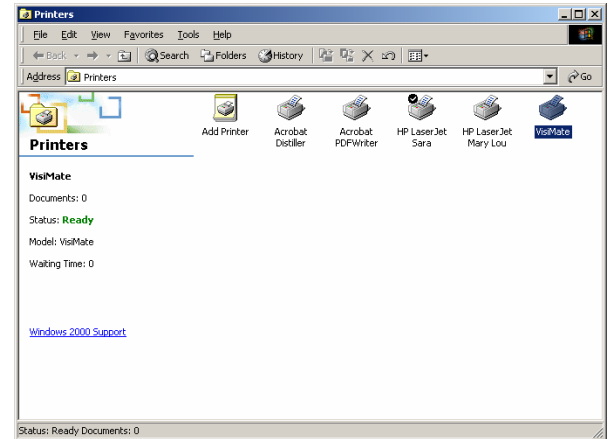 Printers
File Edit View Favorites Tools Help
Back Search Folders History
Address Printers Go
Add Printer
Acrobat Distiller
Acrobat PDFWriter
HP LaserJet Sara
HP LaserJet Mary Lou
VisiMate
Printers
VisiMate
Documents: 0
Status: Ready
Model: VisiMate
Waiting Time: 0
Windows 2000 Support
Status: Ready Documents: 0